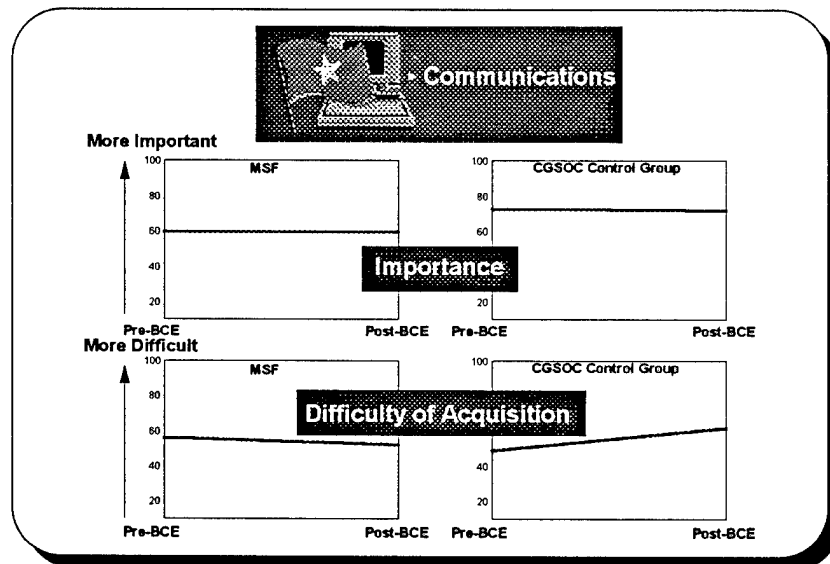 Communications
More Important
MSF
100
80
60
40
20
Pre-BCE
Post-BCE
CGSOC Control Group
100
80
60
20
Pre-BCE
Post-BCE
Importance
More Difficult
MSF
100
80
60
40
20
Pre-BCE
Post-BCE
CGSOC Control Group
100
40
20
Pre-BCE
Post-BCE
Difficulty of Acquisition